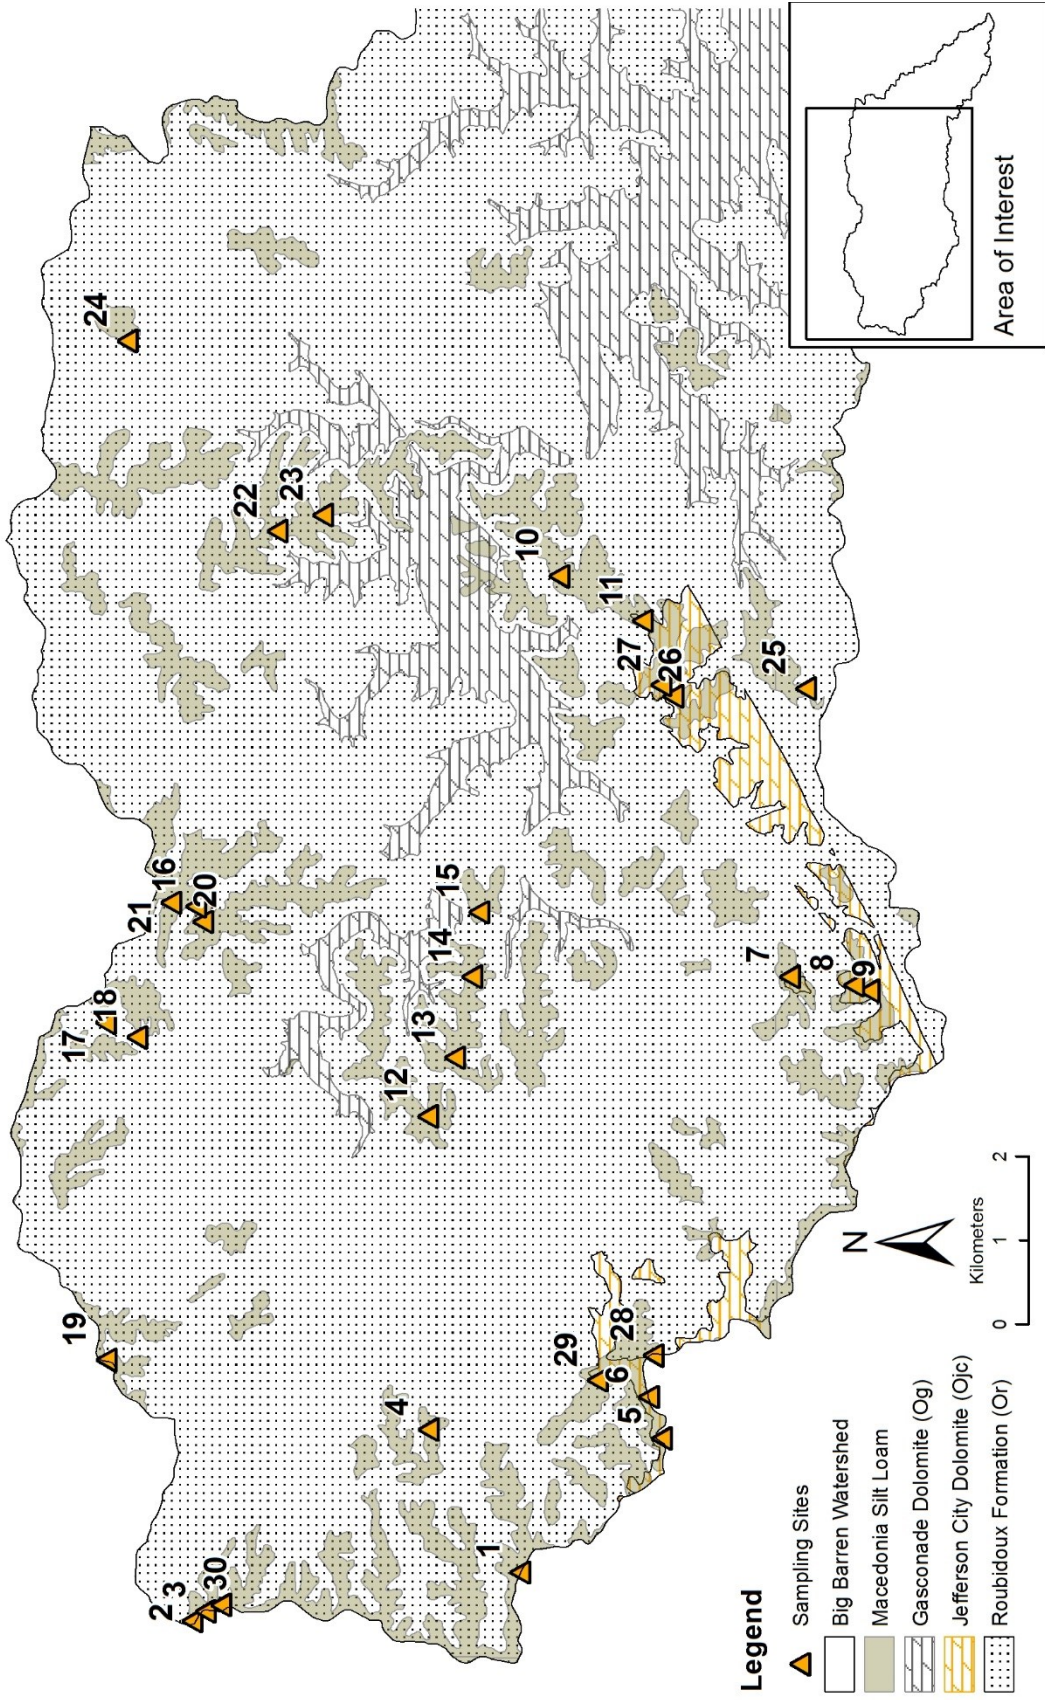 24
22
23
10
11
27
26
25
16
20
21
15
14
13
12
7
8
9
17
18
19
29
28
6
5
4
1
2
3
30
Area of Interest
N
0 1 2
Kilometers
Legend
Sampling Sites
Big Barren Watershed
Macedonia Silt Loam
Gasconade Dolomite (Og)
Jefferson City Dolomite (Ojc)
Roubidoux Formation (Or)